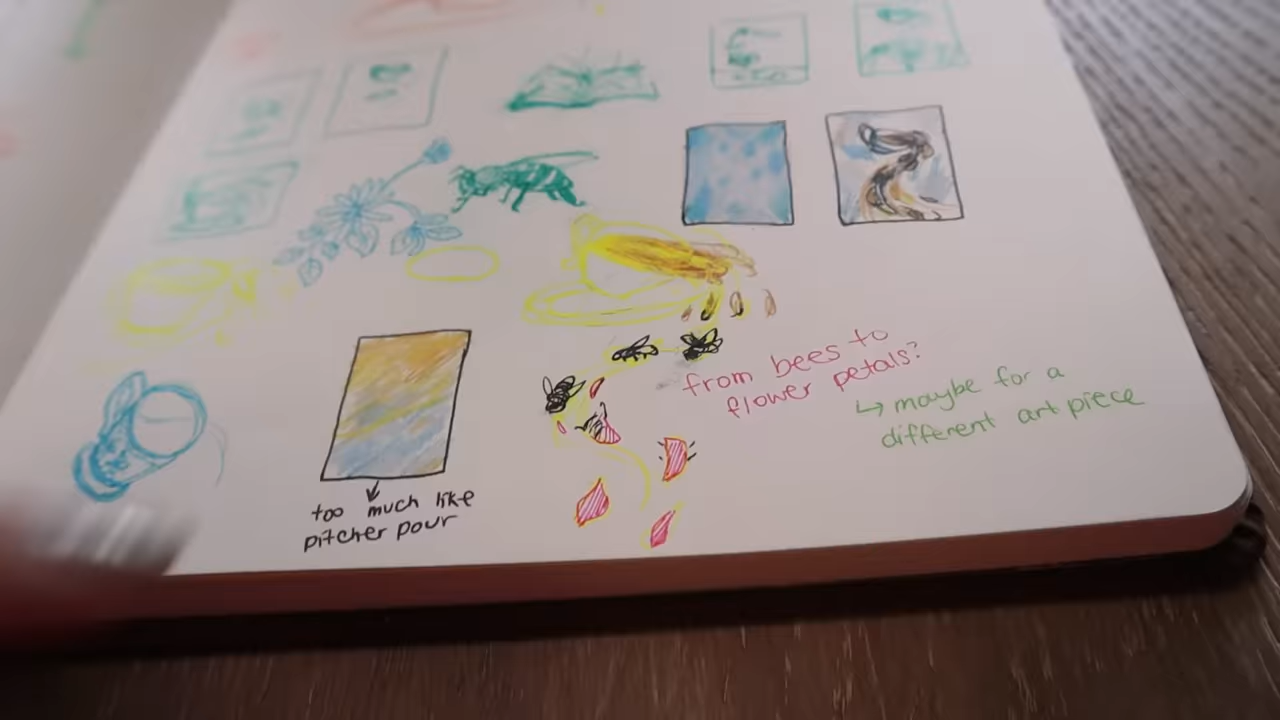 from bees to
flower petals?
↳ maybe for a
different art piece
too much like
pitcher pour